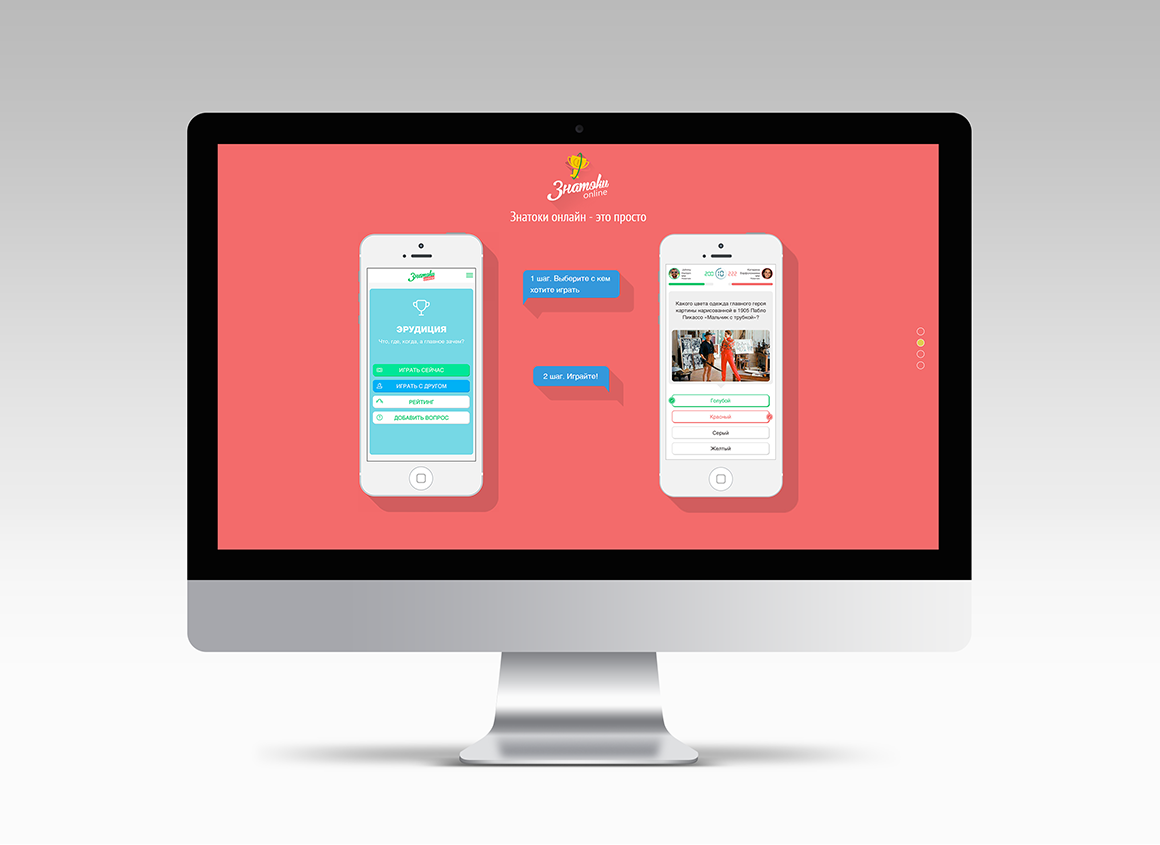 Знатоки
online
Знатоки онлайн - это просто
Знатоки
ЭРУДИЦИЯ
Что, где, когда, а главное зачем?
ИГРАТЬ СЕЙЧАС
ИГРАТЬ С ДРУГОМ
РЕЙТИНГ
ДОБАВИТЬ ВОПРОС
1 шаг. Выберите с кем
хотите играть
2 шаг. Играйте!
200 10 222
Какого цвета одежда главного героя
картины нарисованной в 1905 Пабло
Пикассо «Мальчик с трубкой»?
Голубой
Красный
Серый
Желтый